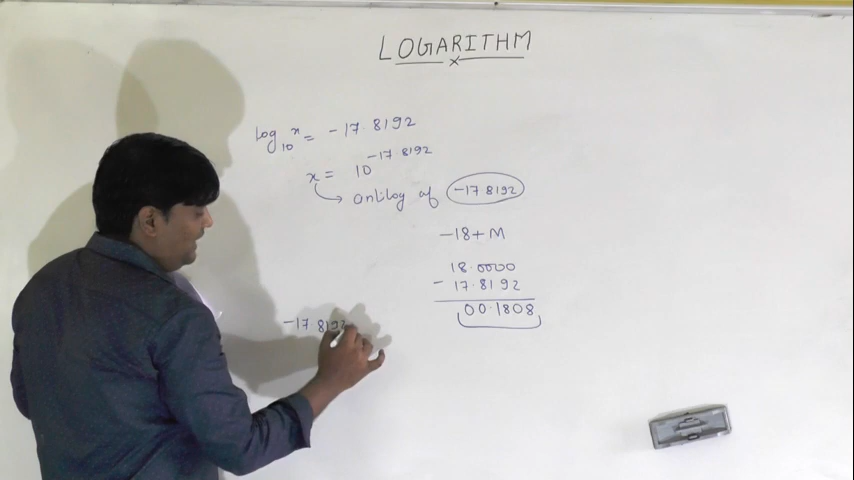 LOGARITHM
x
log₁₀ x = -17.8192
x = 10^-17.8192
antilog of -17.8192
-18+M
18.0000
- 17.8192
00.1808
-17.8192